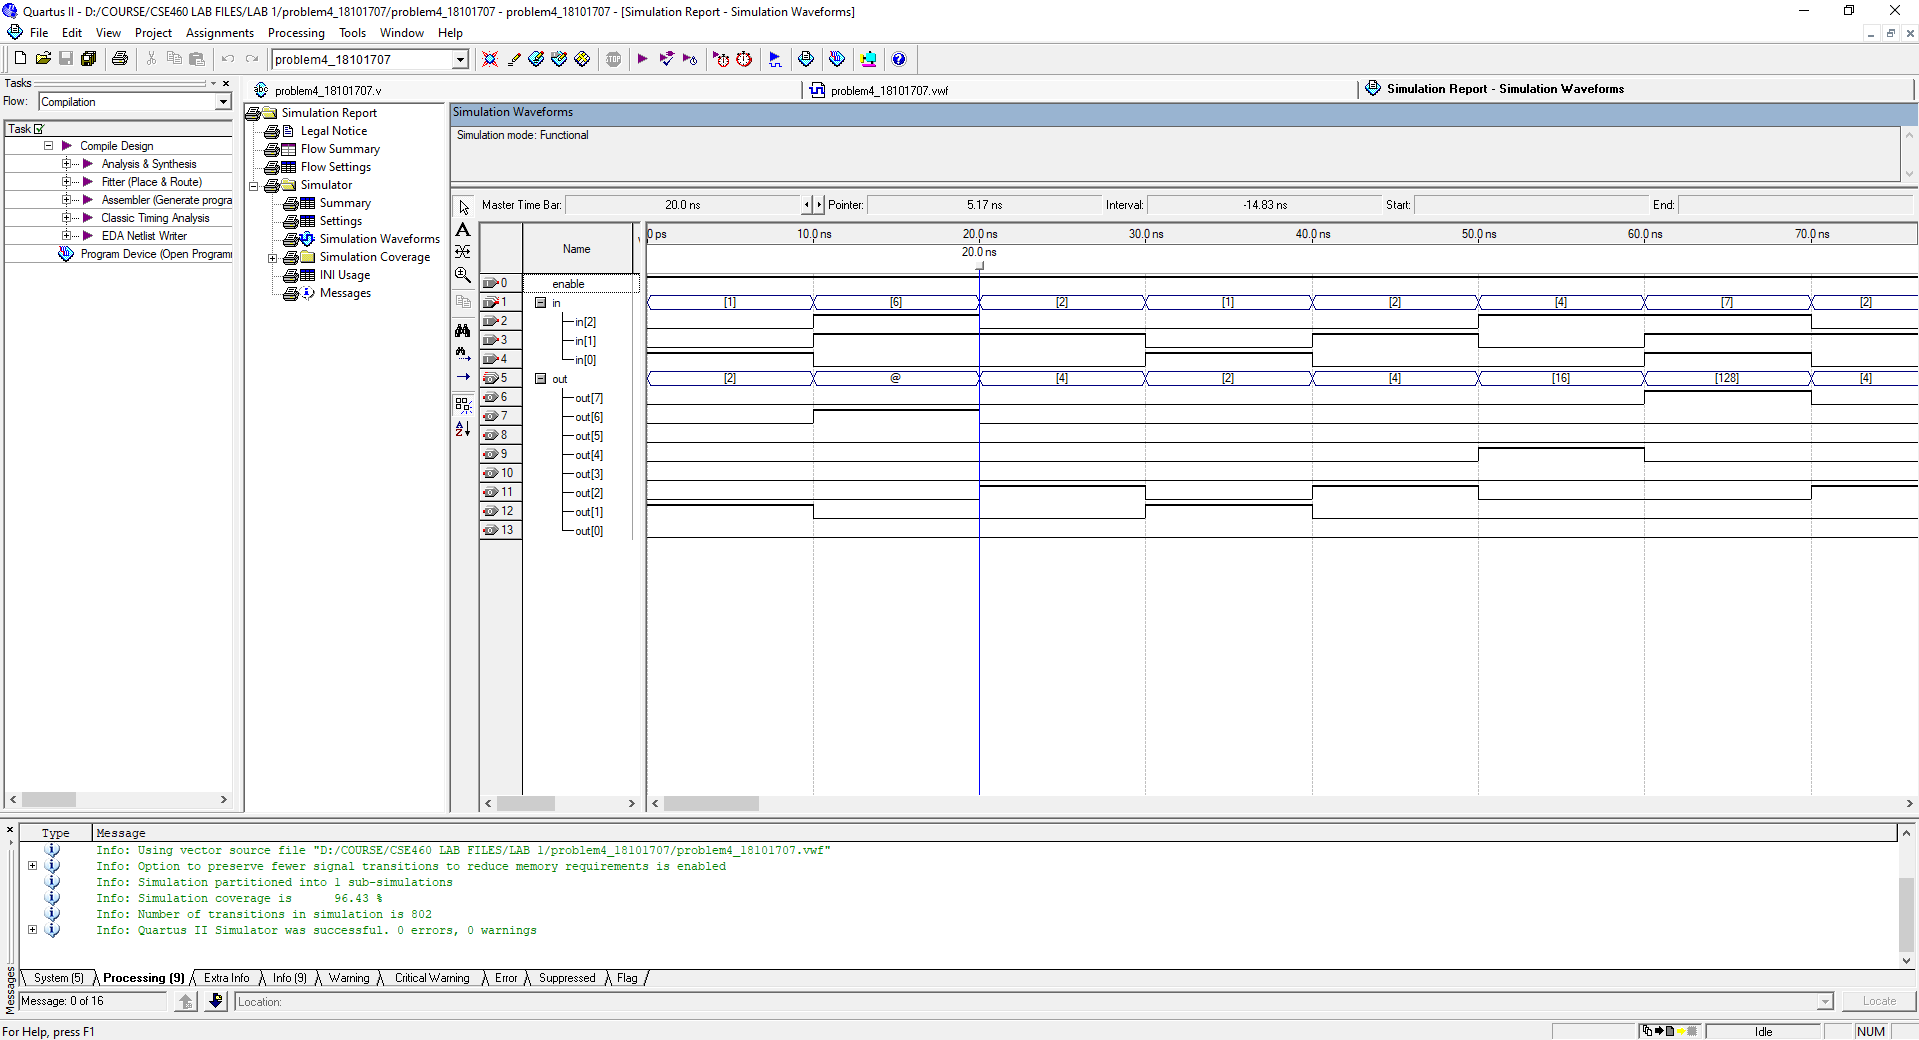 Quartus II - D:/COURSE/CSE460 LAB FILES/LAB 1/problem4_18101707/problem4_18101707 - problem4_18101707 - [Simulation Report - Simulation Waveforms]
File Edit View Project Assignments Processing Tools Window Help
problem4_18101707
STOP
Tasks
Flow: Compilation
Task
Compile Design
Analysis & Synthesis
Fitter (Place & Route)
Assembler (Generate progra
Classic Timing Analysis
EDA Netlist Writer
Program Device (Open Program
problem4_18101707.v
problem4_18101707.vwf
Simulation Report - Simulation Waveforms
Simulation Report
Legal Notice
Flow Summary
Flow Settings
Simulator
Summary
Settings
Simulation Waveforms
Simulation Coverage
INI Usage
Messages
Simulation Waveforms
Simulation mode: Functional
Master Time Bar: 20.0 ns Pointer: 5.17 ns Interval: -14.83 ns Start: End:
Name
0 ps 10.0 ns 20.0 ns 30.0 ns 40.0 ns 50.0 ns 60.0 ns 70.0 ns
20.0 ns
0 enable
1 in [1] [6] [2] [1] [2] [4] [7] [2]
2 in[2]
3 in[1]
4 in[0]
5 out [2] @ [4] [2] [4] [16] [128] [4]
6 out[7]
7 out[6]
8 out[5]
9 out[4]
10 out[3]
11 out[2]
12 out[1]
13 out[0]
Type Message
Info: Using vector source file "D:/COURSE/CSE460 LAB FILES/LAB 1/problem4_18101707/problem4_18101707.vwf"
Info: Option to preserve fewer signal transitions to reduce memory requirements is enabled
Info: Simulation partitioned into 1 sub-simulations
Info: Simulation coverage is 96.43 %
Info: Number of transitions in simulation is 802
Info: Quartus II Simulator was successful. 0 errors, 0 warnings
System (5) Processing (9) Extra Info Info (9) Warning Critical Warning Error Suppressed Flag
Messages
Message: 0 of 16 Location: Locate
For Help, press F1 Idle NUM